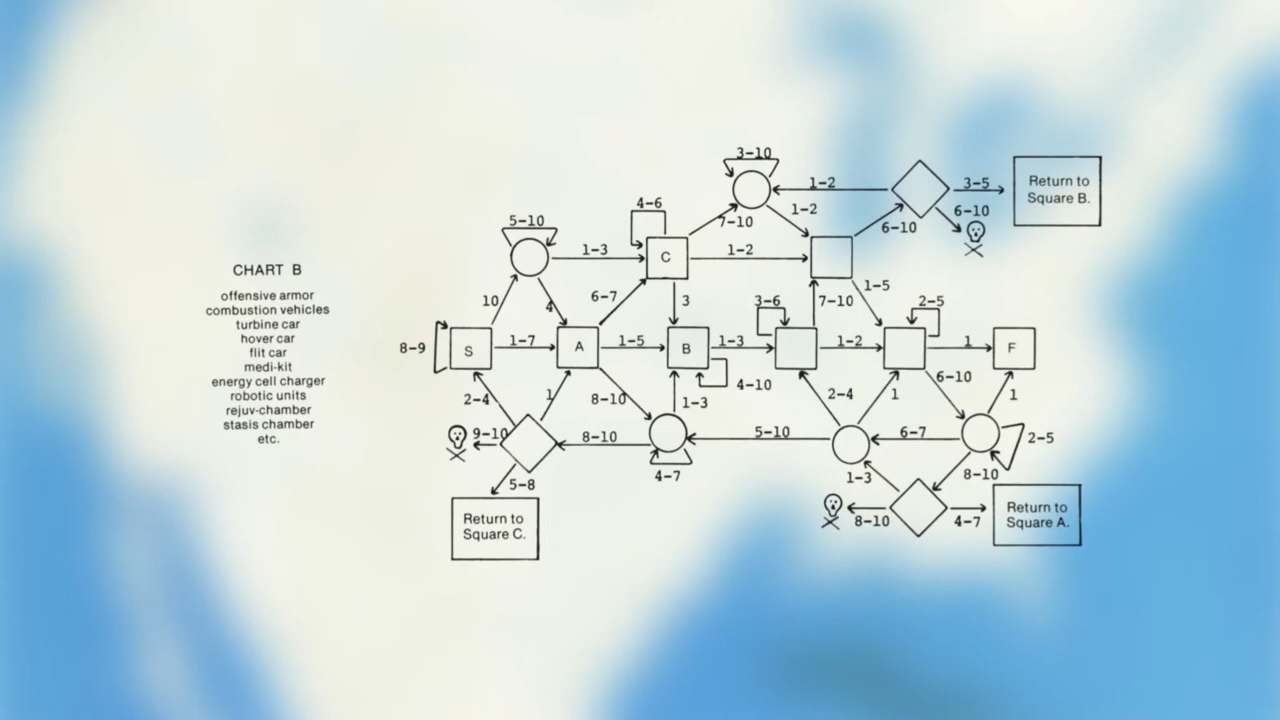 3-10
1-2
3-5
Return to
Square B.
4-6
1-2
6-10
5-10
7-10
6-10
1-3
C
1-2
CHART B
offensive armor
combustion vehicles
turbine car
hover car
flit car
medi-kit
energy cell charger
robotic units
rejuv-chamber
stasis chamber
etc.
10
4
6-7
3
3-6
7-10
1-5
2-5
8-9
S
1-7
A
1-5
B
1-3
1-2
1
F
4-10
6-10
2-4
1
8-10
1-3
2-4
1
1
9-10
8-10
5-10
6-7
2-5
5-8
4-7
1-3
8-10
Return to
Square C.
8-10
4-7
Return to
Square A.